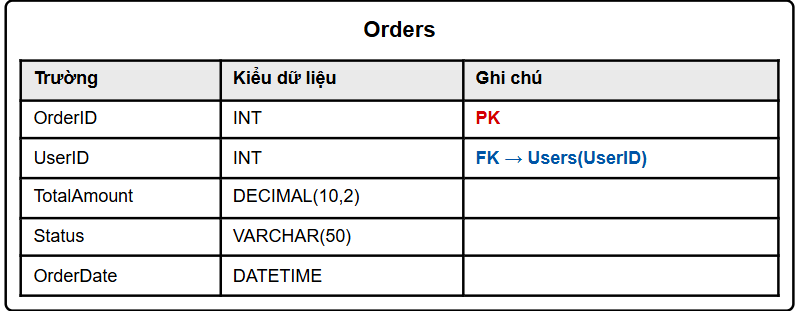 Orders
Trường Kiểu dữ liệu Ghi chú
OrderID INT PK
UserID INT FK → Users(UserID)
TotalAmount DECIMAL(10,2)
Status VARCHAR(50)
OrderDate DATETIME